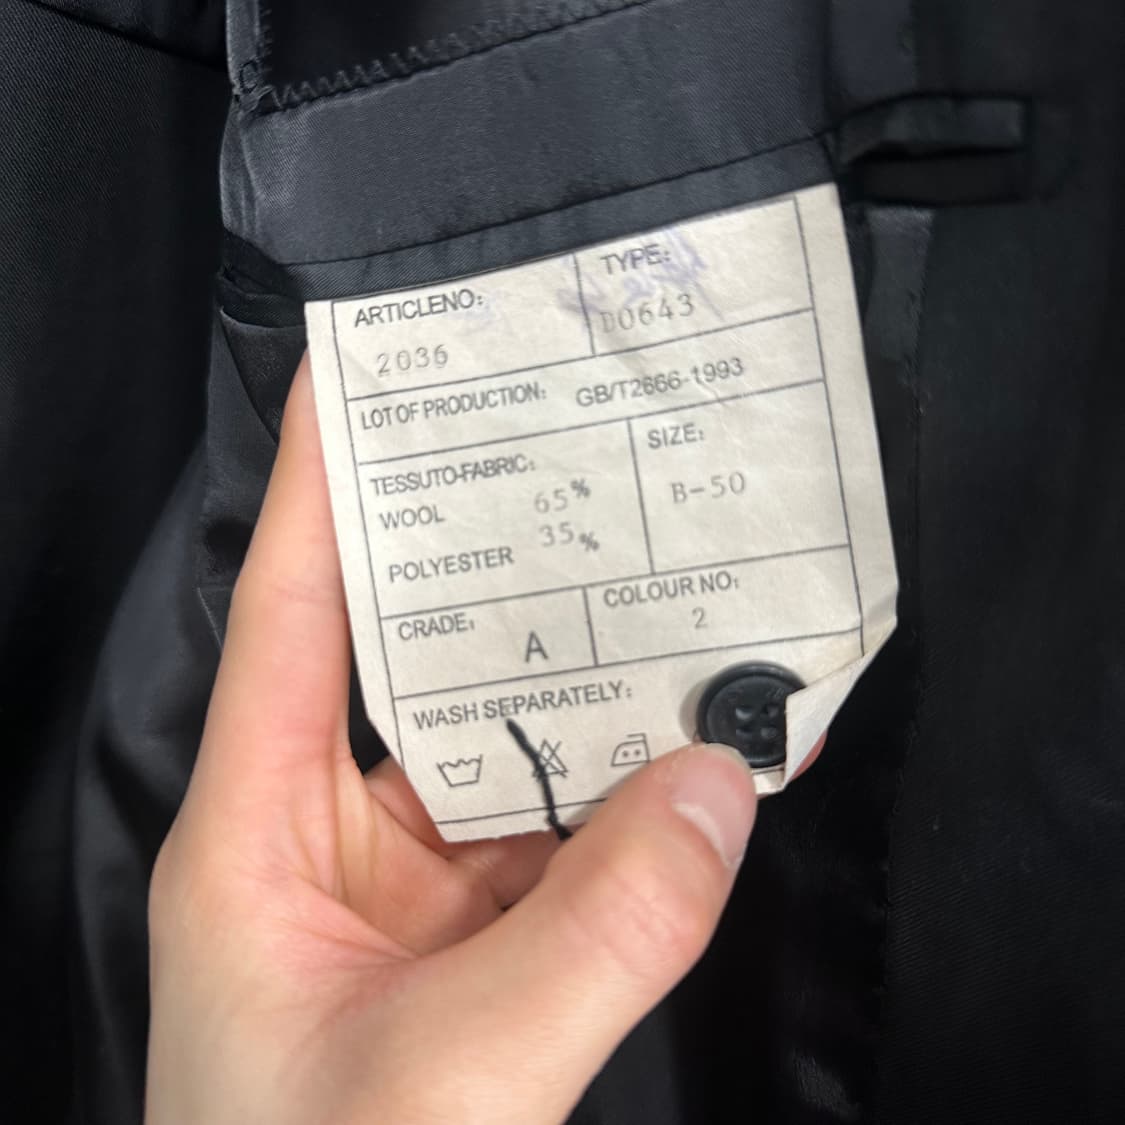 ARTICLENO: TYPE:
2036 D0643
LOT OF PRODUCTION: GB/T2666-1993
TESSUTO-FABRIC: SIZE:
WOOL 65% B-50
POLYESTER 35%
CRADE: A COLOUR NO:
2
WASH SEPARATELY: